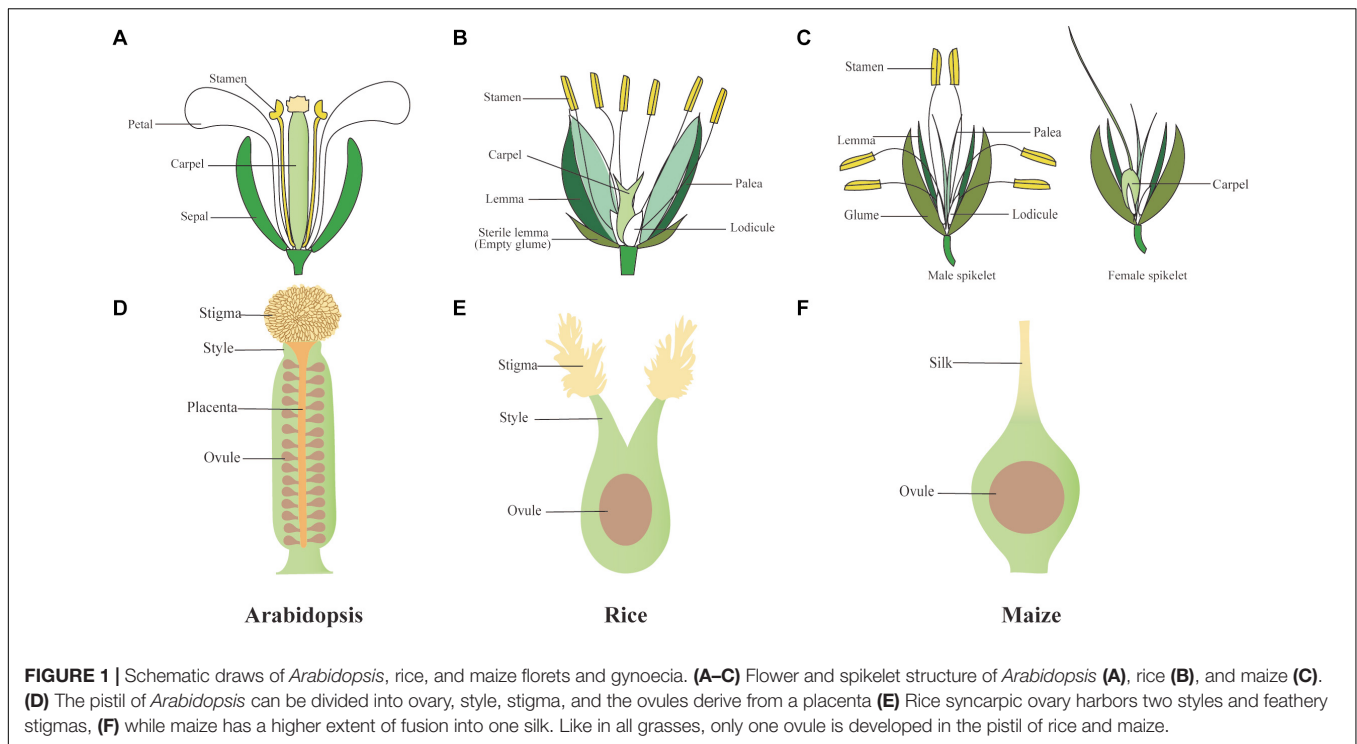 A
Stamen
Petal
Carpel
Sepal
B
Stamen
Carpel
Lemma
Sterile lemma
(Empty glume)
Palea
Lodicule
C
Stamen
Lemma
Glume
Palea
Lodicule
Male spikelet
Carpel
Female spikelet
D
Stigma
Style
Placenta
Ovule
Arabidopsis
E
Stigma
Style
Ovule
Rice
F
Silk
Ovule
Maize
FIGURE 1 | Schematic draws of Arabidopsis, rice, and maize florets and gynoecia. (A–C) Flower and spikelet structure of Arabidopsis (A), rice (B), and maize (C).
(D) The pistil of Arabidopsis can be divided into ovary, style, stigma, and the ovules derive from a placenta (E) Rice syncarpic ovary harbors two styles and feathery
stigmas, (F) while maize has a higher extent of fusion into one silk. Like in all grasses, only one ovule is developed in the pistil of rice and maize.